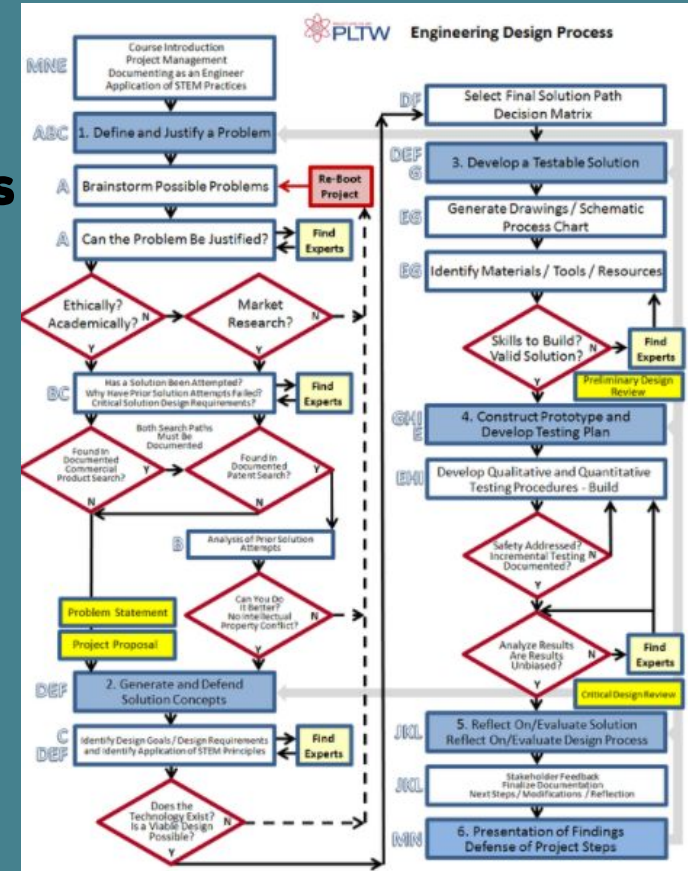 PLTW Engineering Design Process
s
MNE
Course Introduction
Project Management
Documenting as an Engineer
Application of STEM Practices
ABC
1. Define and Justify a Problem
A
Brainstorm Possible Problems
Re-Boot
Project
A
Can the Problem Be Justified?
Find
Experts
Ethically?
Academically?
N
Y
Market
Research?
N
Y
BC
Has a Solution Been Attempted?
Why Have Prior Solution Attempts Failed?
Critical Solution Design Requirements?
Find
Experts
Both Search Paths
Must Be
Documented
Found In
Documented
Commercial
Product Search?
Y
N
Found In
Documented
Patent Search?
Y
N
B
Analysis of Prior Solution
Attempts
Can You Do
It Better?
No Intellectual
Property Conflict?
N
Y
Problem Statement
Project Proposal
DEF
2. Generate and Defend
Solution Concepts
C
DEF
Identify Design Goals / Design Requirements
and Identify Application of STEM Principles
Find
Experts
Does the
Technology Exist?
Is a Viable Design
Possible?
N
Y
DF
Select Final Solution Path
Decision Matrix
DEF
G
3. Develop a Testable Solution
EG
Generate Drawings / Schematic
Process Chart
EG
Identify Materials / Tools / Resources
Skills to Build?
Valid Solution?
N
Y
Find
Experts
Preliminary Design
Review
GHI
E
4. Construct Prototype and
Develop Testing Plan
EHI
Develop Qualitative and Quantitative
Testing Procedures - Build
Safety Addressed?
Incremental Testing
Documented?
N
Y
Analyze Results
Are Results
Unbiased?
N
Y
Find
Experts
Critical Design Review
JKL
5. Reflect On/Evaluate Solution
Reflect On/Evaluate Design Process
JKL
Stakeholder Feedback
Finalize Documentation
Next Steps / Modifications / Reflection
MN
6. Presentation of Findings
Defense of Project Steps